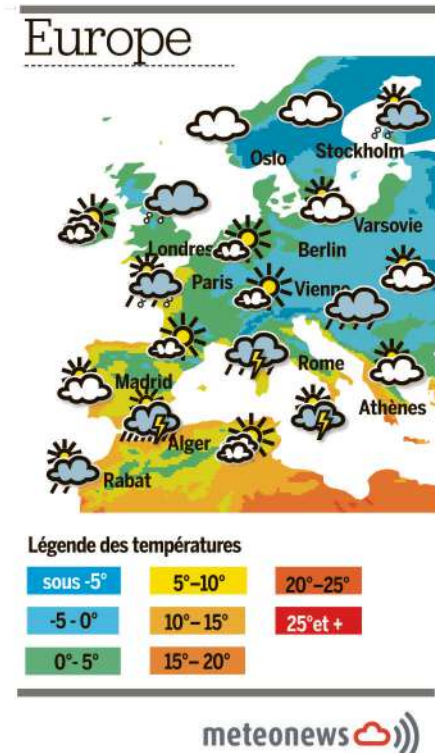 Europe
Oslo
Stockholm
Varsovie
Londres
Berlin
Paris
Vienne
Rome
Madrid
Athènes
Alger
Rabat
Légende des températures
sous -5°
5°–10°
20°–25°
-5 - 0°
10°– 15°
25°et +
0°- 5°
15°– 20°
meteonews